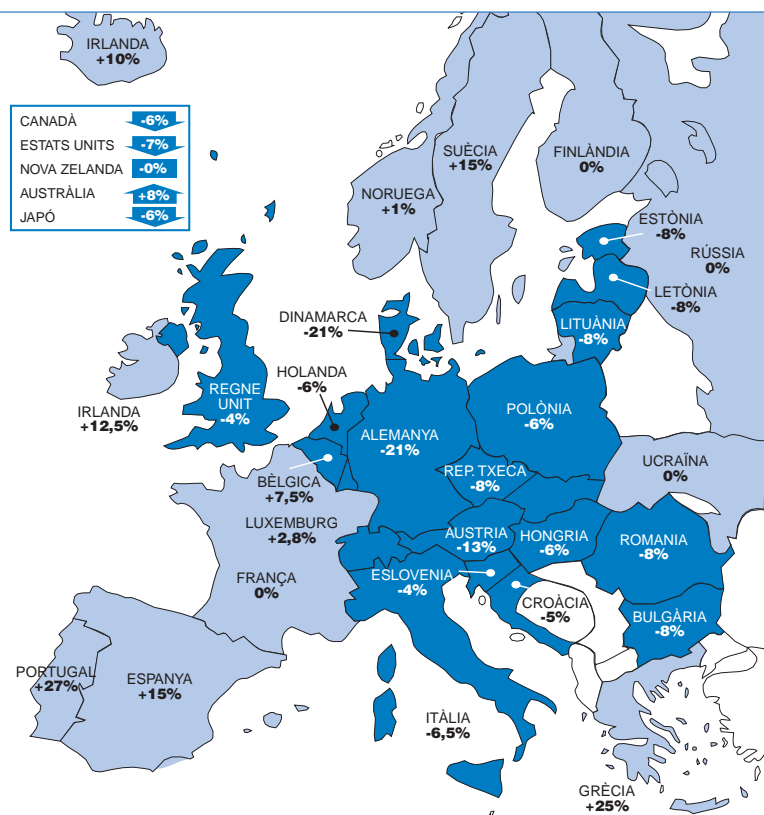 IRLANDA
+10%
CANADÀ -6%
ESTATS UNITS -7%
NOVA ZELANDA -0%
AUSTRÀLIA +8%
JAPÓ -6%
SUÈCIA
+15%
FINLÀNDIA
0%
NORUEGA
+1%
ESTÒNIA
-8%
RÚSSIA
0%
LETÒNIA
-8%
DINAMARCA
-21%
LITUÀNIA
-8%
HOLANDA
-6%
REGNE
UNIT
-4%
IRLANDA
+12,5%
ALEMANYA
-21%
POLÒNIA
-6%
UCRAÏNA
0%
REP. TXECA
-8%
BÈLGICA
+7,5%
LUXEMBURG
+2,8%
AUSTRIA
-13%
HONGRIA
-6%
ROMANIA
-8%
FRANÇA
0%
ESLOVENIA
-4%
CROÀCIA
-5%
BULGÀRIA
-8%
PORTUGAL
+27%
ESPANYA
+15%
ITÀLIA
-6,5%
GRÈCIA
+25%